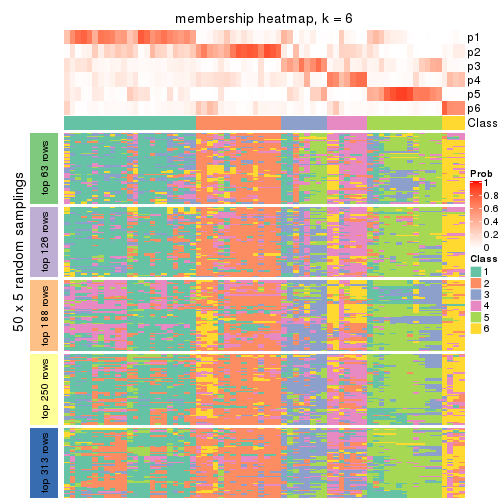 membership heatmap, k = 6
p1
p2
p3
p4
p5
p6
Class
50 x 5 random samplings
top 63 rows
top 126 rows
top 188 rows
top 250 rows
top 313 rows
Prob
0.8
0.6
0.4
0.2
0
Class
1
2
3
4
5
6